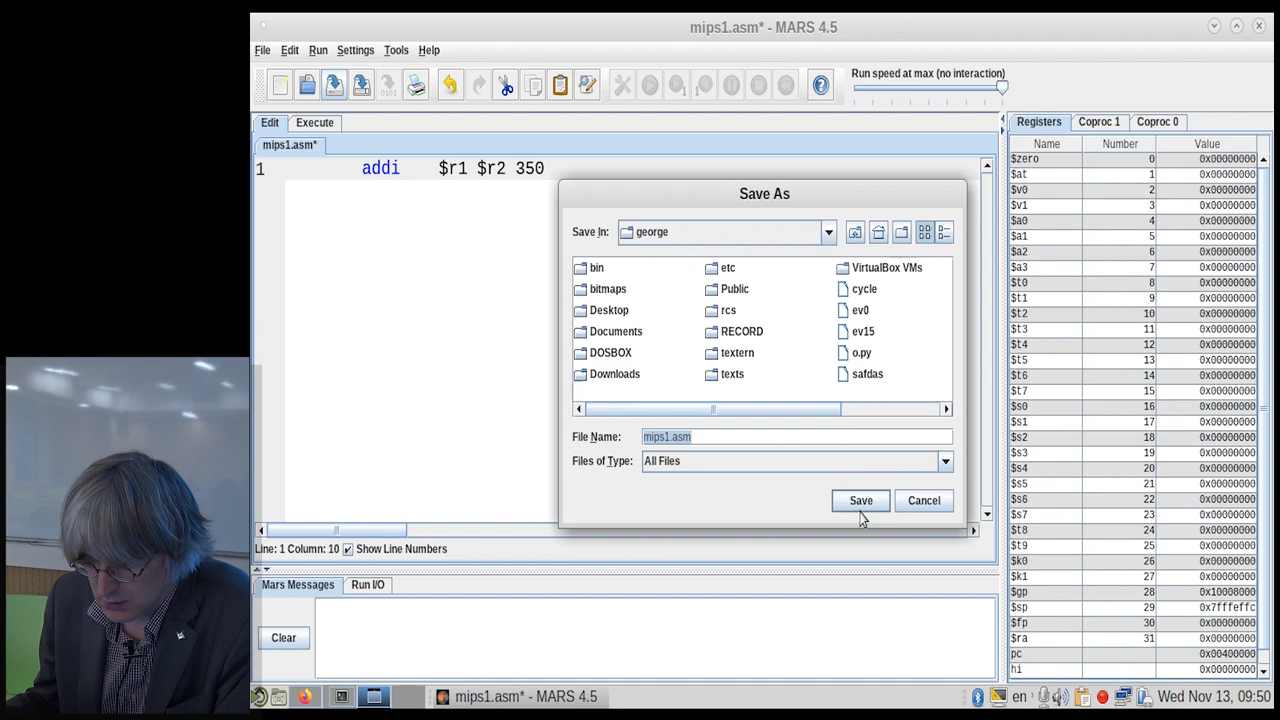 mips1.asm* - MARS 4.5
File Edit Run Settings Tools Help
Run speed at max (no interaction)
Edit Execute
mips1.asm*
1 addi $r1 $r2 350
Save As
Save In: george
bin etc VirtualBox VMs
bitmaps Public cycle
Desktop rcs ev0
Documents RECORD ev15
DOSBOX textern o.py
Downloads texts safdas
File Name: mips1.asm
Files of Type: All Files
Save Cancel
Line: 1 Column: 10 Show Line Numbers
Mars Messages Run I/O
Clear
Registers Coproc 1 Coproc 0
Name Number Value
$zero 0 0x00000000
$at 1 0x00000000
$v0 2 0x00000000
$v1 3 0x00000000
$a0 4 0x00000000
$a1 5 0x00000000
$a2 6 0x00000000
$a3 7 0x00000000
$t0 8 0x00000000
$t1 9 0x00000000
$t2 10 0x00000000
$t3 11 0x00000000
$t4 12 0x00000000
$t5 13 0x00000000
$t6 14 0x00000000
$t7 15 0x00000000
$s0 16 0x00000000
$s1 17 0x00000000
$s2 18 0x00000000
$s3 19 0x00000000
$s4 20 0x00000000
$s5 21 0x00000000
$s6 22 0x00000000
$s7 23 0x00000000
$t8 24 0x00000000
$t9 25 0x00000000
$k0 26 0x00000000
$k1 27 0x00000000
$gp 28 0x10008000
$sp 29 0x7fffeffc
$fp 30 0x00000000
$ra 31 0x00000000
pc 0x00400000
hi 0x00000000
mips1.asm* - MARS 4.5
en
Wed Nov 13, 09:50